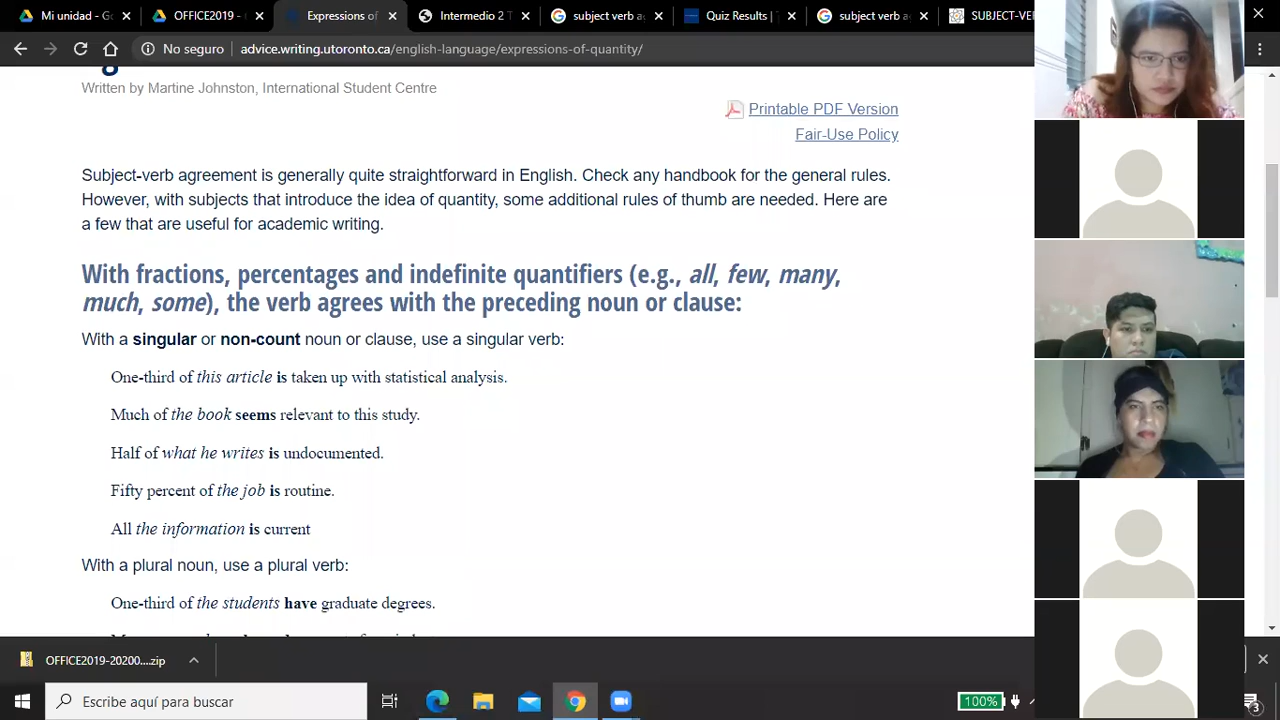 Mi unidad - G
OFFICE2019 -
Expressions of
Intermedio 2 T
subject verb a
Quiz Results |
subject verb a
SUBJECT-VER
No seguro
advice.writing.utoronto.ca/english-language/expressions-of-quantity/
Written by Martine Johnston, International Student Centre
Printable PDF Version
Fair-Use Policy
Subject-verb agreement is generally quite straightforward in English. Check any handbook for the general rules.
However, with subjects that introduce the idea of quantity, some additional rules of thumb are needed. Here are
a few that are useful for academic writing.
With fractions, percentages and indefinite quantifiers (e.g., all, few, many,
much, some), the verb agrees with the preceding noun or clause:
With a singular or non-count noun or clause, use a singular verb:
One-third of this article is taken up with statistical analysis.
Much of the book seems relevant to this study.
Half of what he writes is undocumented.
Fifty percent of the job is routine.
All the information is current
With a plural noun, use a plural verb:
One-third of the students have graduate degrees.
OFFICE2019-20200....zip
Escribe aquí para buscar
100%
3